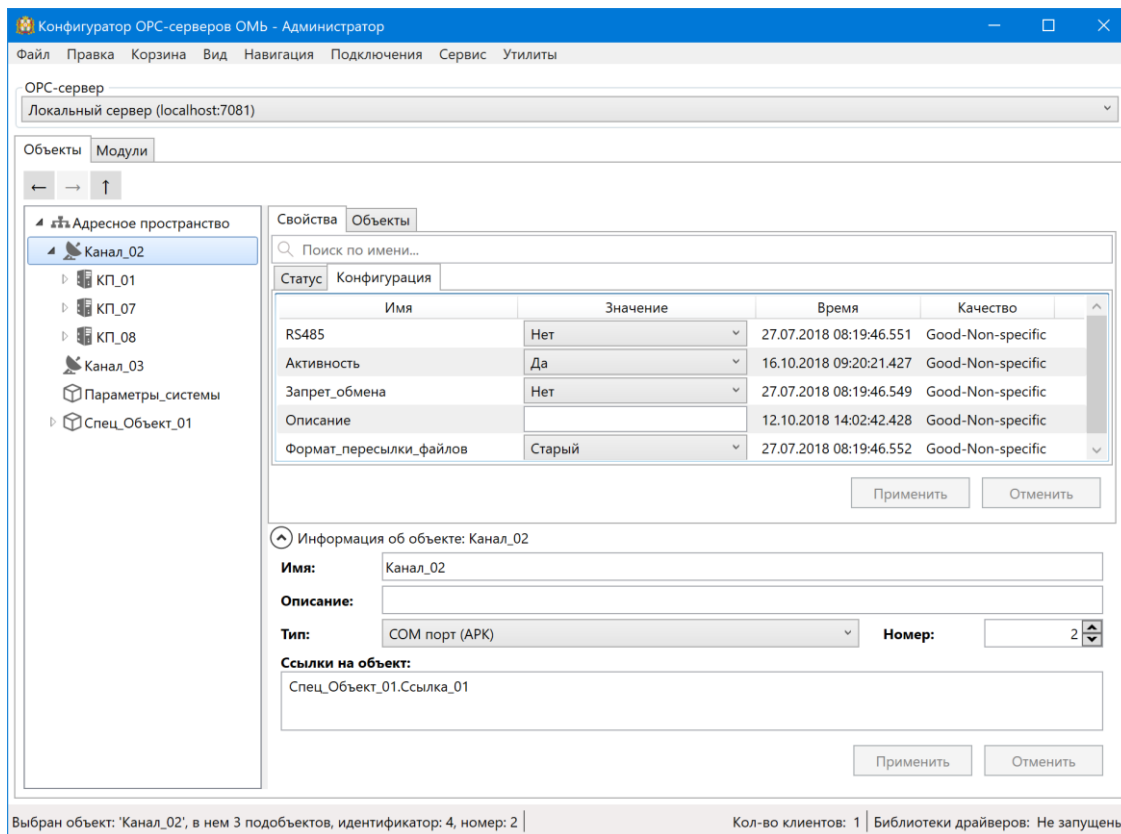 Конфигуратор OPC-серверов ОМЬ - Администратор
Файл Правка Корзина Вид Навигация Подключения Сервис Утилиты
OPC-сервер
Локальный сервер (localhost:7081)
Объекты Модули
← → ↑
Адресное пространство
Канал_02
КП_01
КП_07
КП_08
Канал_03
Параметры_системы
Спец_Объект_01
Свойства Объекты
Поиск по имени...
Статус Конфигурация
Имя Значение Время Качество
RS485 Нет 27.07.2018 08:19:46.551 Good-Non-specific
Активность Да 16.10.2018 09:20:21.427 Good-Non-specific
Запрет_обмена Нет 27.07.2018 08:19:46.549 Good-Non-specific
Описание 12.10.2018 14:02:42.428 Good-Non-specific
Формат_пересылки_файлов Старый 27.07.2018 08:19:46.552 Good-Non-specific
Применить Отменить
Информация об объекте: Канал_02
Имя: Канал_02
Описание:
Тип: COM порт (АРК) Номер: 2
Ссылки на объект:
Спец_Объект_01.Ссылка_01
Применить Отменить
Выбран объект: 'Канал_02', в нем 3 подобъектов, идентификатор: 4, номер: 2 Кол-во клиентов: 1 Библиотеки драйверов: Не запущены